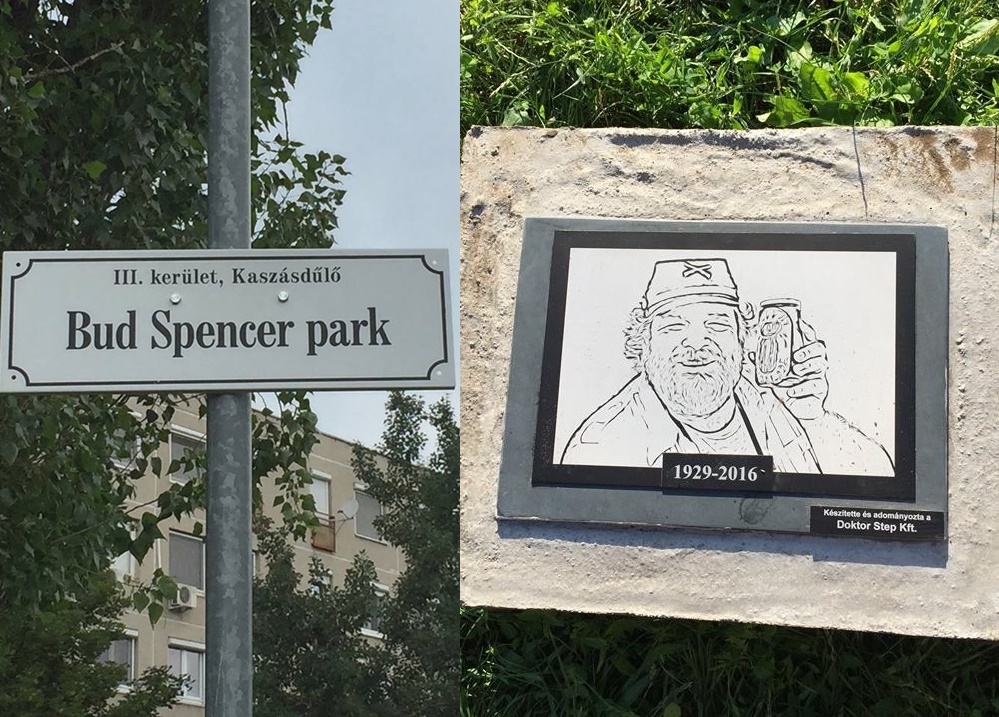 III. kerület, Kaszásdűlő
Bud Spencer park
1929-2016
Készítette és adományozta a
Doktor Step Kft.